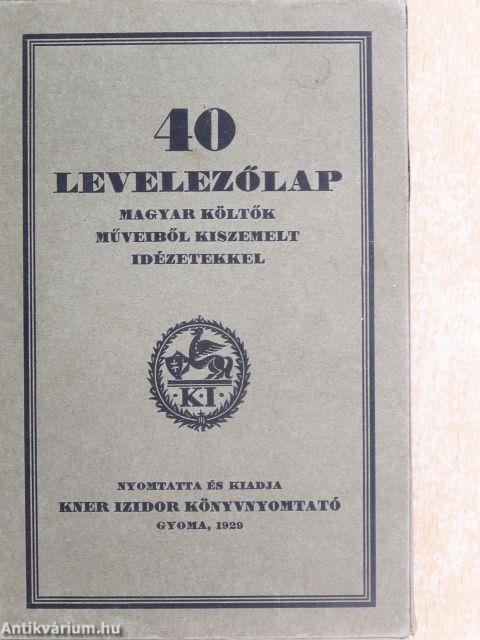 40
LEVELEZŐLAP
MAGYAR KÖLTŐK
MŰVEIBŐL KISZEMELT
IDÉZETEKKEL
·K·I·
NYOMTATTA ÉS KIADJA
KNER IZIDOR KÖNYVNYOMTATÓ
GYOMA, 1929
Antikvárium.hu